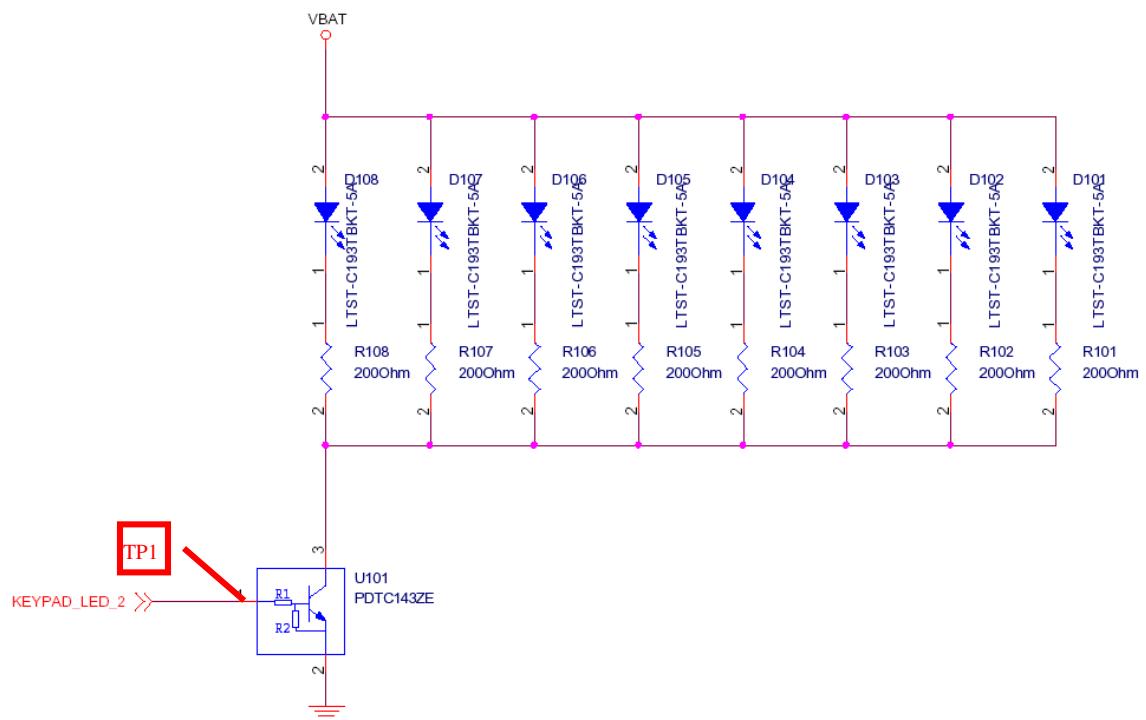 VBAT
2 D108 2 D107 2 D106 2 D105 2 D104 2 D103 2 D102 2 D101
LTST-C193TBKT-5A LTST-C193TBKT-5A LTST-C193TBKT-5A LTST-C193TBKT-5A LTST-C193TBKT-5A LTST-C193TBKT-5A LTST-C193TBKT-5A LTST-C193TBKT-5A
1 1 1 1 1 1 1 1
1 1 1 1 1 1 1 1
R108 R107 R106 R105 R104 R103 R102 R101
200Ohm 200Ohm 200Ohm 200Ohm 200Ohm 200Ohm 200Ohm 200Ohm
2 2 2 2 2 2 2 2
TP1
3
U101
PDTC143ZE
KEYPAD_LED_2
R1
R2
2